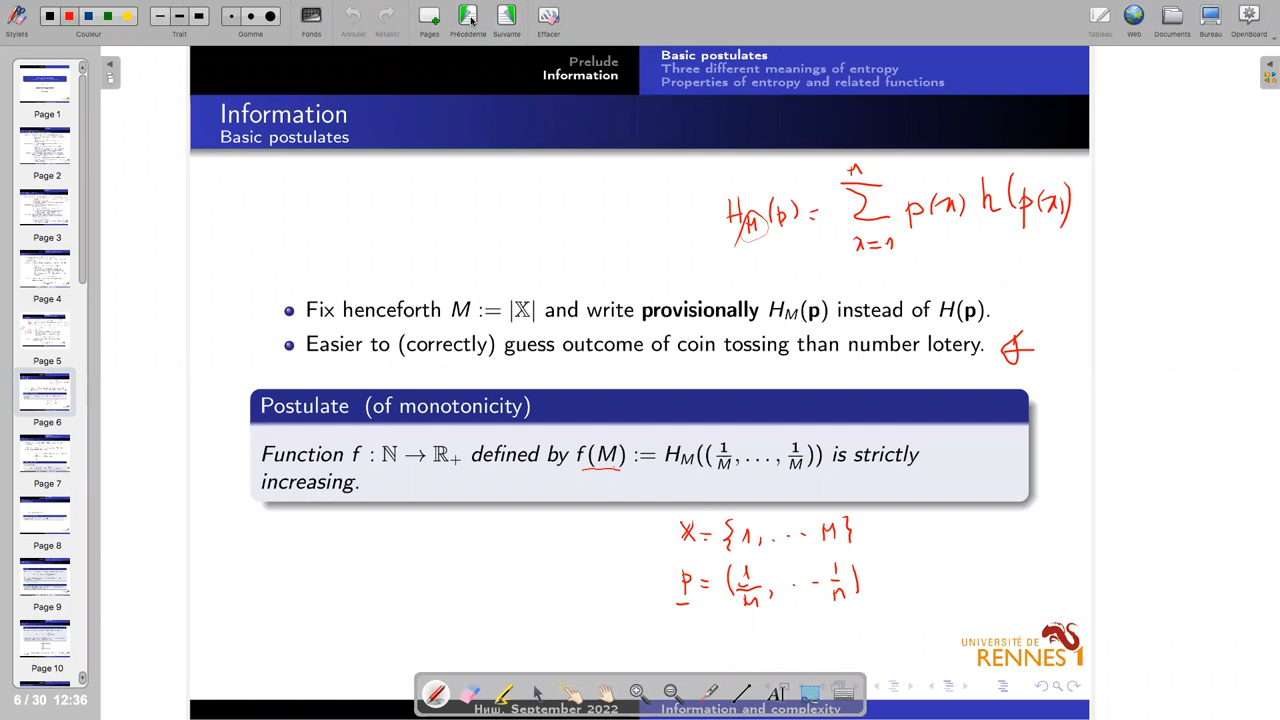 Stylets
Couleur
Gomme
Fonds
Annuler
Rétablir
Pages
Précédente
Suivante
Effacer
Tableau
Web
Documents
Bureau
OpenBoard
Page 1
Page 2
Page 3
Page 4
Page 5
Page 6
Page 7
Page 8
Page 9
Page 10
6 / 30 12:36
Prelude
Information
Basic postulates
Three different meanings of entropy
Properties of entropy and related functions
Information
Basic postulates
H_M(p) = ∑_{x=1}^{M} p(x) h(p(x))
• Fix henceforth M := |𝕏| and write provisionally H_M(p) instead of H(p).
• Easier to (correctly) guess outcome of coin tossing than number lotery.
Postulate (of monotonicity)
Function f : ℕ → ℝ₊ defined by f(M) := H_M((1/M, . . . , 1/M)) is strictly
increasing.
X = {1, ... M}
p = (1/M, ... 1/M)
UNIVERSITÉ DE
RENNES 1
Ниш, September 2022
Information and complexity